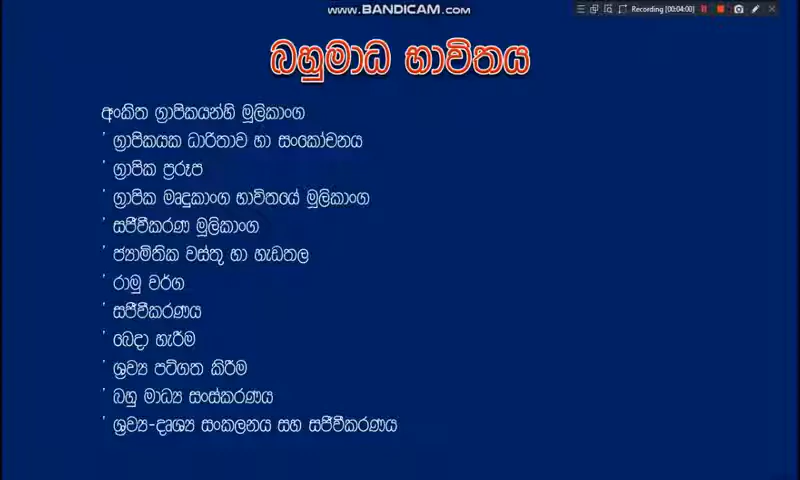 WWW.BANDICAM.COM
Recording [00:04:00]
බහුමාධ භාවිතය
අංකිත ග්‍රාපිකයන්හි මූලිකාංග
' ග්‍රාපිකයක ධාරිතාව හා සංකෝචනය
' ග්‍රාපික ප්‍රරූප
' ග්‍රාපික මෘදුකාංග භාවිතයේ මූලිකාංග
' සජීවීකරණ මූලිකාංග
' ජ්‍යාමිතික වස්තු හා හැඩතල
' රාමු වර්ග
' සජීවීකරණය
' බෙදා හැරීම
' ශ්‍රව්‍ය පටිගත කිරීම
' බහු මාධ්‍ය සංස්කරණය
' ශ්‍රව්‍ය-දෘශ්‍ය සංකලනය සහ සජීවීකරණය